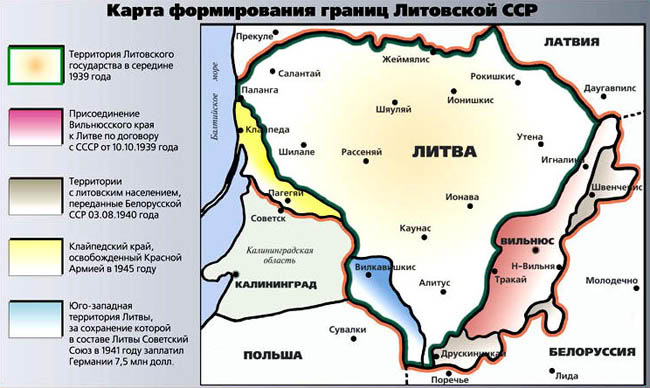 Карта формирования границ Литовской ССР
Территория Литовского
государства в середине
1939 года
Присоединение
Вильнюсского края
к Литве по договору
с СССР от 10.10.1939 года
Территории
с литовским населением,
переданные Белорусской
ССР 03.08.1940 года
Клайпедский край,
освобожденный Красной
Армией в 1945 году
Юго-западная
территория Литвы,
за сохранение которой
в составе Литвы Советский
Союз в 1941 году заплатил
Германии 7,5 млн долл.
Прекуле
ЛАТВИЯ
Жеймялис
Салантай
Рокишкис
Даугавпилс
Балтийское море
Паланга
Шяуляй
Ионишкис
Клайпеда
Утена
Шилале
Рассеняй
ЛИТВА
Игналина
Швенчерис
Пагегяй
Советск
Ионава
Каунас
ВИЛЬНЮС
Калининградская
область
Вилкавишкис
Н-Вильня
КАЛИНИНГРАД
Алитус
Тракай
Молодечно
Сувалки
ПОЛЬША
Друскининкай
БЕЛОРУССИЯ
Поречье
Лида